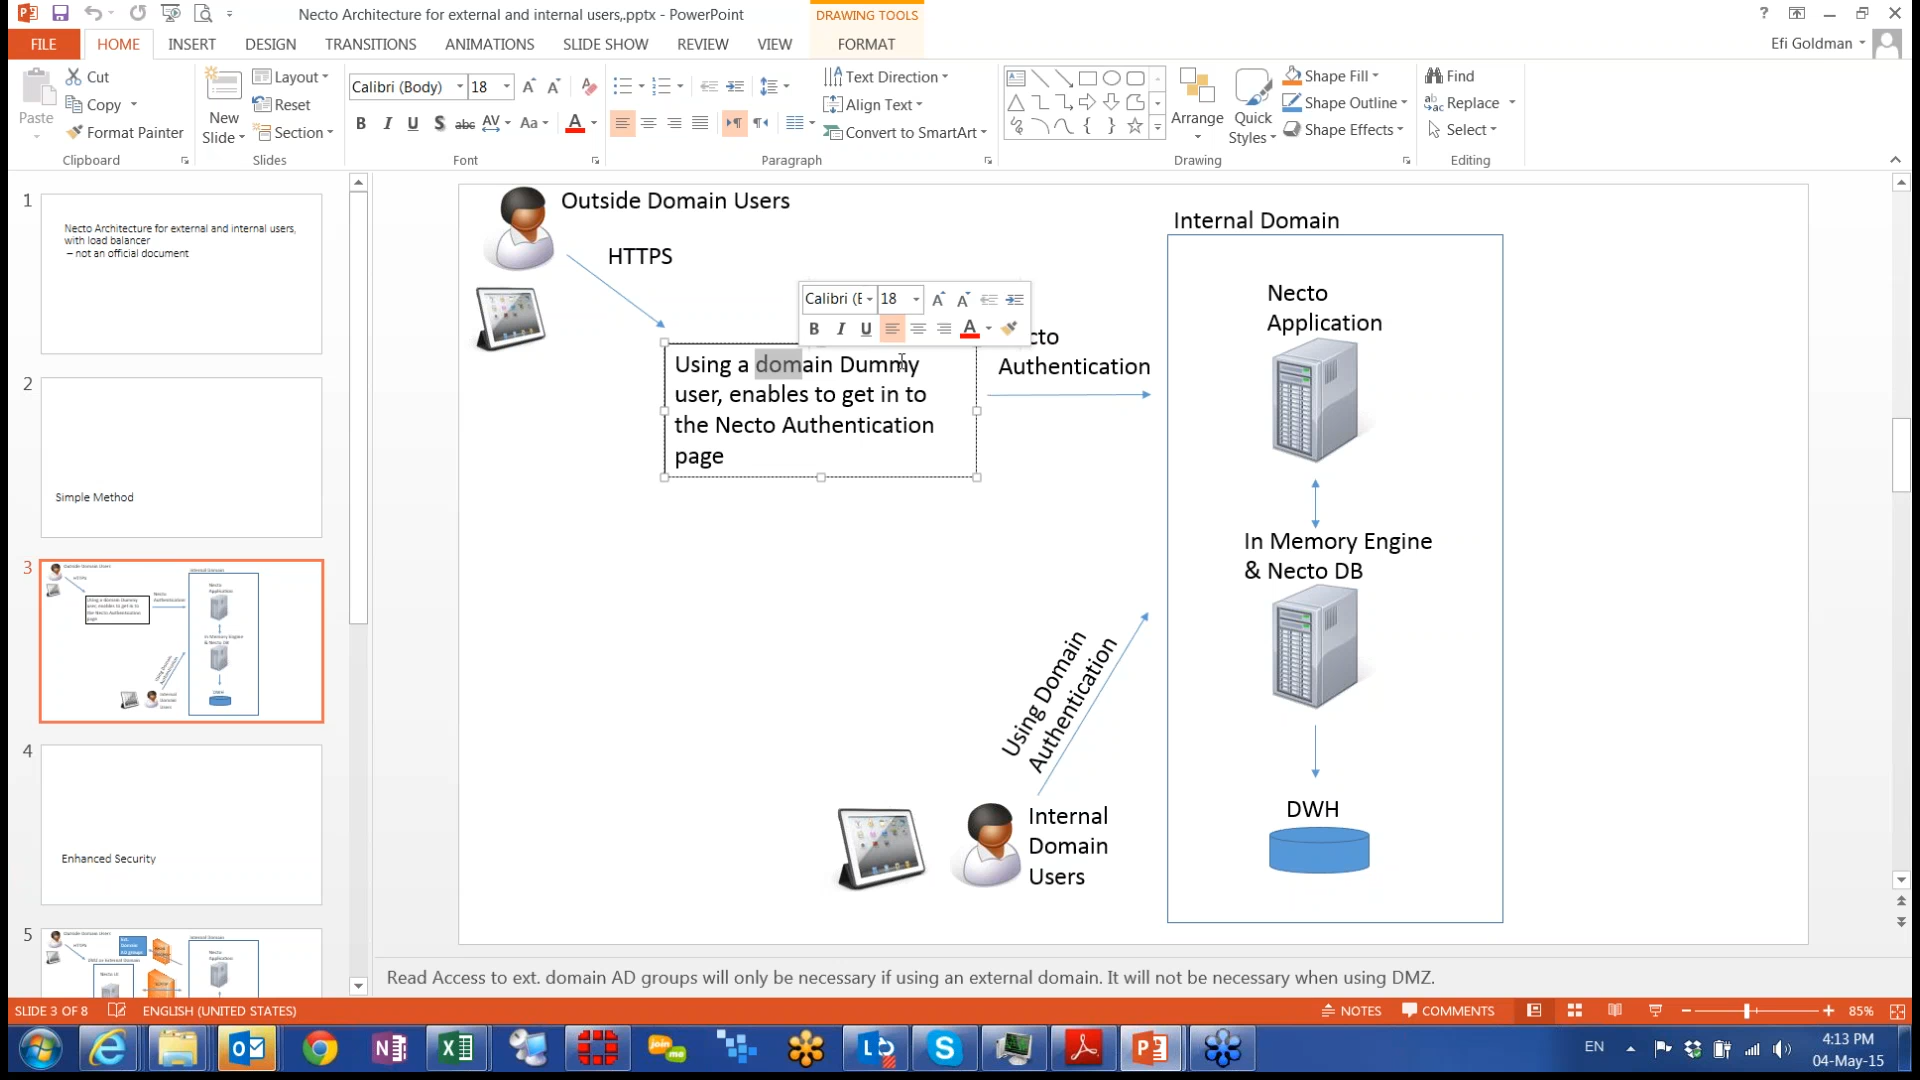 Necto Architecture for external and internal users,.pptx - PowerPoint
DRAWING TOOLS
?
FILE
HOME
INSERT
DESIGN
TRANSITIONS
ANIMATIONS
SLIDE SHOW
REVIEW
VIEW
FORMAT
Efi Goldman
Paste
Cut
Copy
Format Painter
Clipboard
New
Slide
Layout
Reset
Section
Slides
Calibri (Body)
18
Font
Text Direction
Align Text
Convert to SmartArt
Paragraph
Arrange
Quick
Styles
Shape Fill
Shape Outline
Shape Effects
Drawing
Find
Replace
Select
Editing
1
Necto Architecture for external and internal users,
with load balancer
– not an official document
2
Simple Method
3
4
Enhanced Security
5
Outside Domain Users
HTTPS
Calibri (E
18
Using a domain Dummy
user, enables to get in to
the Necto Authentication
page
cto
Authentication
Internal Domain
Necto
Application
In Memory Engine
& Necto DB
DWH
Using Domain
Authentication
Internal
Domain
Users
Read Access to ext. domain AD groups will only be necessary if using an external domain. It will not be necessary when using DMZ.
SLIDE 3 OF 8
ENGLISH (UNITED STATES)
NOTES
COMMENTS
85%
EN
4:13 PM
04-May-15